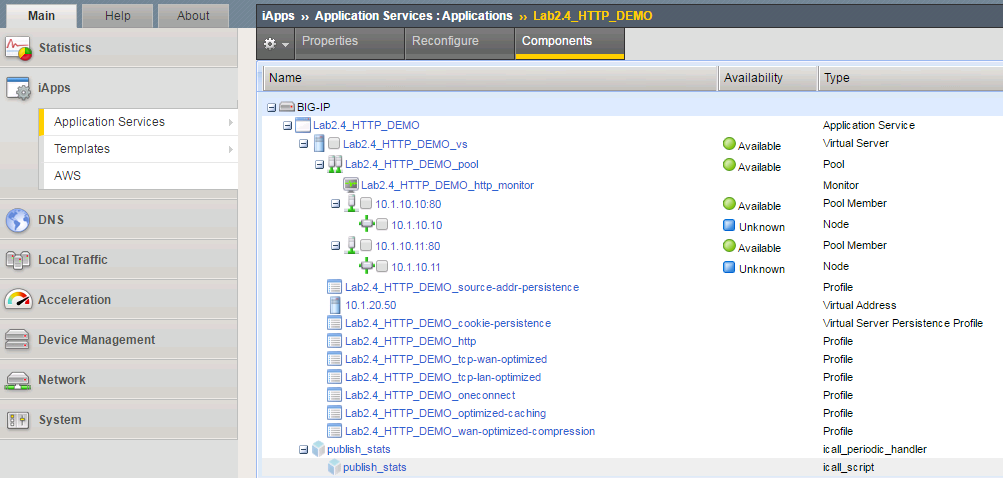 Main Help About
iApps ›› Application Services : Applications ›› Lab2.4_HTTP_DEMO
Properties Reconfigure Components
Statistics
iApps
Application Services
Templates
AWS
DNS
Local Traffic
Acceleration
Device Management
Network
System
Name Availability Type
BIG-IP
Lab2.4_HTTP_DEMO Application Service
Lab2.4_HTTP_DEMO_vs Available Virtual Server
Lab2.4_HTTP_DEMO_pool Available Pool
Lab2.4_HTTP_DEMO_http_monitor Monitor
10.1.10.10:80 Available Pool Member
10.1.10.10 Unknown Node
10.1.10.11:80 Available Pool Member
10.1.10.11 Unknown Node
Lab2.4_HTTP_DEMO_source-addr-persistence Profile
10.1.20.50 Virtual Address
Lab2.4_HTTP_DEMO_cookie-persistence Virtual Server Persistence Profile
Lab2.4_HTTP_DEMO_http Profile
Lab2.4_HTTP_DEMO_tcp-wan-optimized Profile
Lab2.4_HTTP_DEMO_tcp-lan-optimized Profile
Lab2.4_HTTP_DEMO_oneconnect Profile
Lab2.4_HTTP_DEMO_optimized-caching Profile
Lab2.4_HTTP_DEMO_wan-optimized-compression Profile
publish_stats icall_periodic_handler
publish_stats icall_script